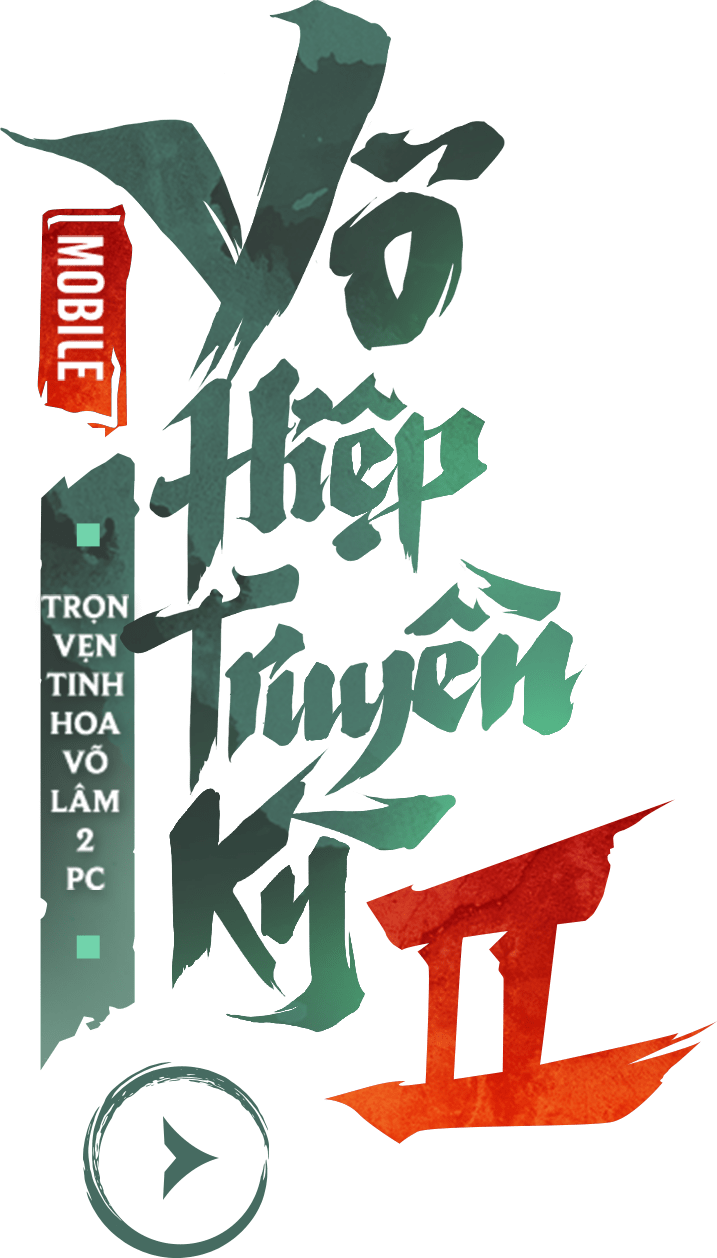 Võ
Hiệp
Truyền
Kỳ
II
MOBILE
TRỌN
VẸN
TINH
HOA
VÕ
LÂM
2
PC